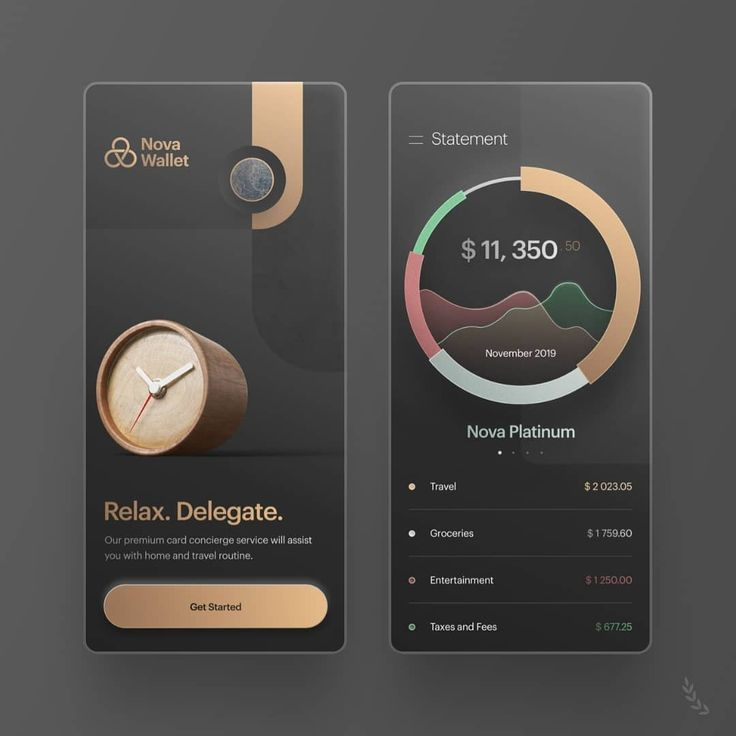 Nova
Wallet
Relax. Delegate.
Our premium card concierge service will assist
you with home and travel routine.
Get Started
Statement
$ 11, 350 .50
November 2019
Nova Platinum
Travel $ 2 023.05
Groceries $ 1 759.60
Entertainment $ 1 250.00
Taxes and Fees $ 677.25